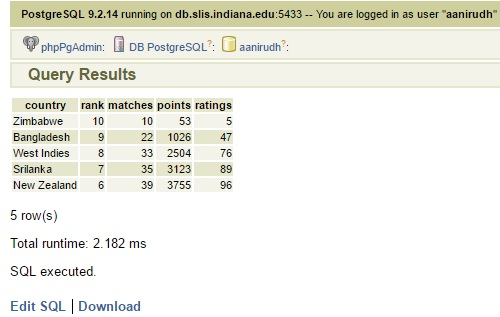 PostgreSQL 9.2.14 running on db.slis.indiana.edu:5433 -- You are logged in as user "aanirudh"
phpPgAdmin: DB PostgreSQL?: aanirudh?:
Query Results
country rank matches points ratings
Zimbabwe 10 10 53 5
Bangladesh 9 22 1026 47
West Indies 8 33 2504 76
Srilanka 7 35 3123 89
New Zealand 6 39 3755 96
5 row(s)
Total runtime: 2.182 ms
SQL executed.
Edit SQL | Download